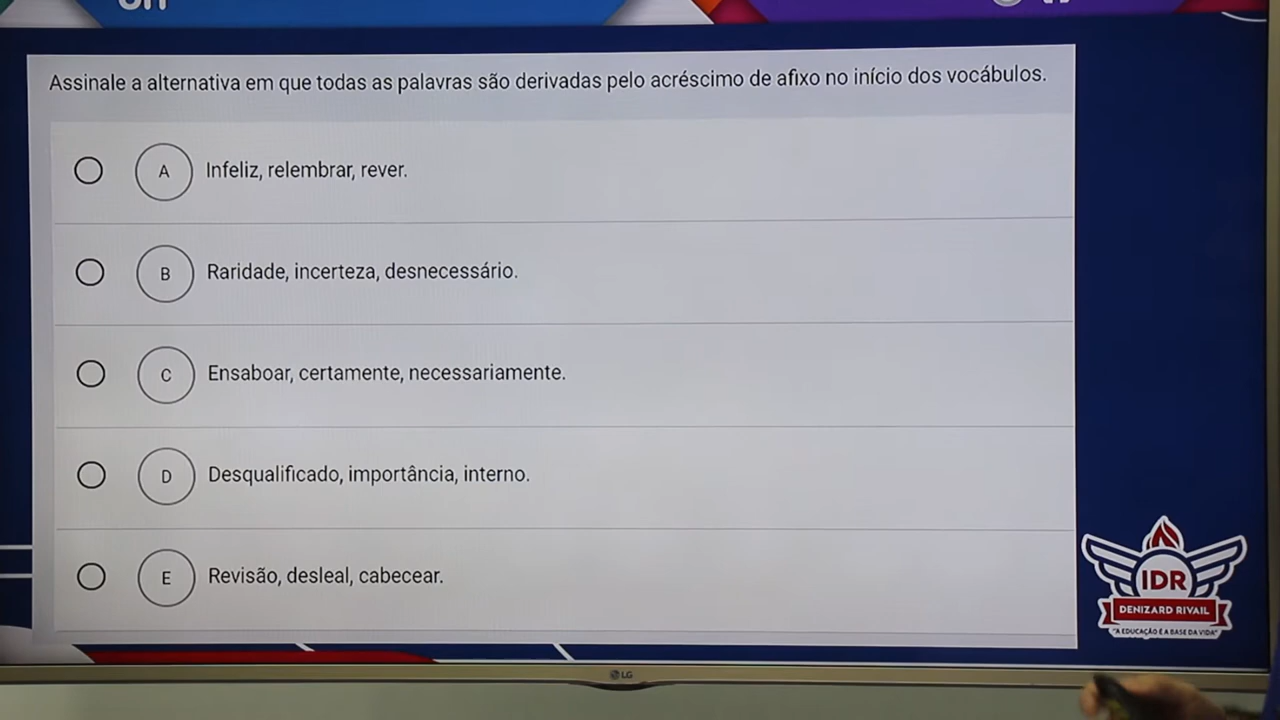 Assinale a alternativa em que todas as palavras são derivadas pelo acréscimo de afixo no início dos vocábulos.
A Infeliz, relembrar, rever.
B Raridade, incerteza, desnecessário.
C Ensaboar, certamente, necessariamente.
D Desqualificado, importância, interno.
E Revisão, desleal, cabecear.
IDR
DENIZARD RIVAIL
"A EDUCAÇÃO É A BASE DA VIDA"
LG